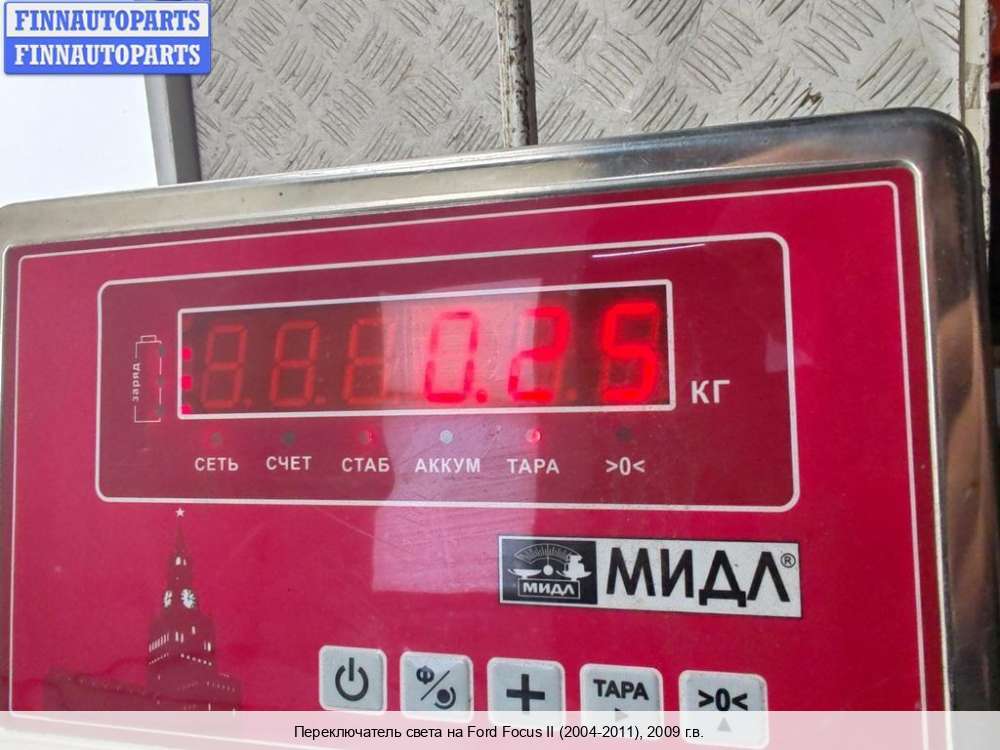 FINNAUTOPARTS
FINNAUTOPARTS
заряд
0.25
КГ
СЕТЬ СЧЕТ СТАБ АККУМ ТАРА >0<
МИДЛ
МИДЛ®
Ф
+
ТАРА
>0<
Переключатель света на Ford Focus II (2004-2011), 2009 г.в.